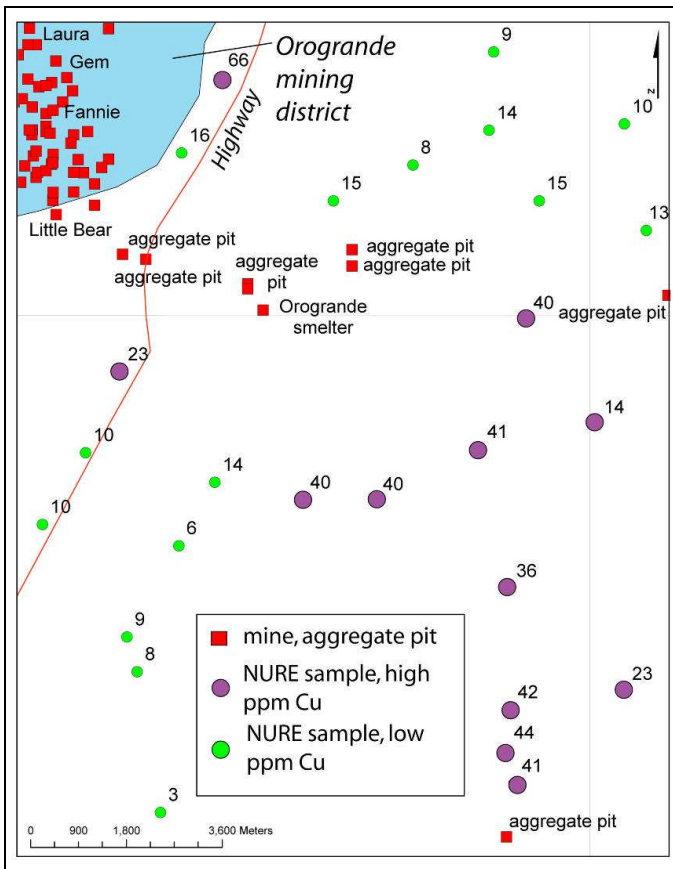 Laura
Gem
Fannie
Little Bear
Orogrande
mining
district
Highway
66
16
9
14
8
10
15
15
13
z
aggregate pit
aggregate pit
aggregate
pit
aggregate pit
aggregate pit
Orogrande
smelter
40
aggregate pit
23
14
41
10
14
40
40
10
6
36
9
8
23
42
44
41
3
aggregate pit
mine, aggregate pit
NURE sample, high
ppm Cu
NURE sample, low
ppm Cu
0 900 1,800 3,600 Meters